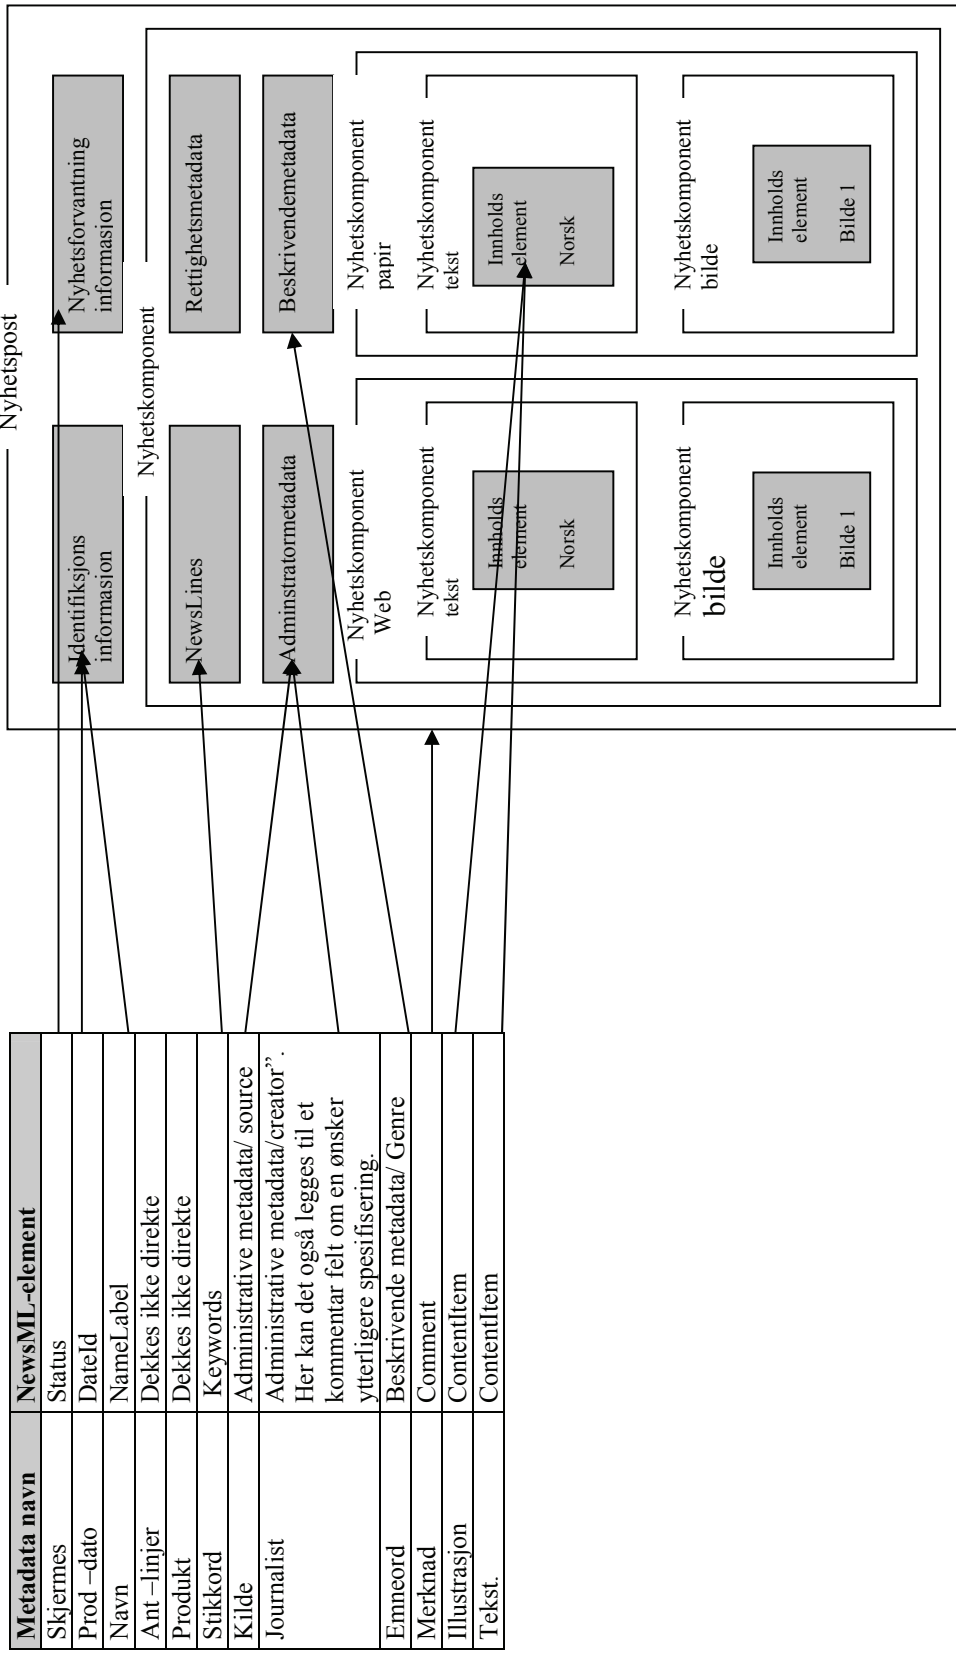 Metadata navn NewsML-element
Skjermes Status
Prod –dato DateId
Navn NameLabel
Ant –linjer Dekkes ikke direkte
Produkt Dekkes ikke direkte
Stikkord Keywords
Kilde Administrative metadata/ source
Journalist Administrative metadata/creator”.
Her kan det også legges til et
kommentar felt om en ønsker
ytterligere spesifisering.
Emneord Beskrivende metadata/ Genre
Merknad Comment
Illustrasjon ContentItem
Tekst. ContentItem
Nyhetspost
Identifiksjons
informasion
Nyhetsforvantning
informasion
Nyhetskomponent
NewsLines
Rettighetsmetadata
Adminstratormetadata
Beskrivendemetadata
Nyhetskomponent
Web
Nyhetskomponent
tekst
Innholds
element
Norsk
Nyhetskomponent
bilde
Innholds
element
Bilde 1
Nyhetskomponent
papir
Nyhetskomponent
tekst
Innholds
element
Norsk
Nyhetskomponent
bilde
Innholds
element
Bilde 1